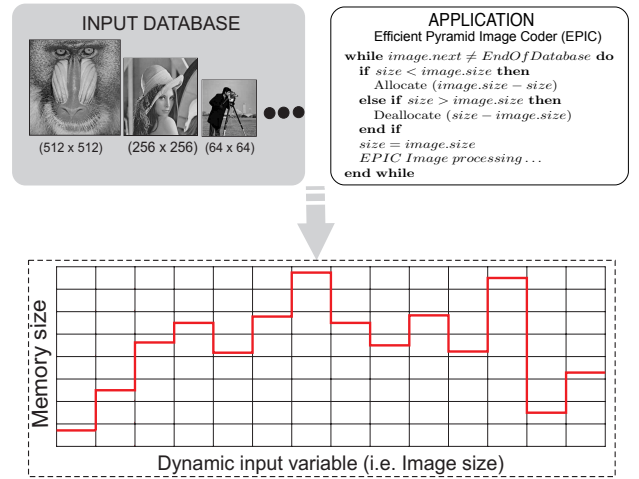 INPUT DATABASE
(512 x 512)
(256 x 256)
(64 x 64)
APPLICATION
Efficient Pyramid Image Coder (EPIC)
while image.next ≠ EndOfDatabase do
if size < image.size then
Allocate (image.size − size)
else if size > image.size then
Deallocate (size − image.size)
end if
size = image.size
EPIC Image processing . . .
end while
Memory size
Dynamic input variable (i.e. Image size)